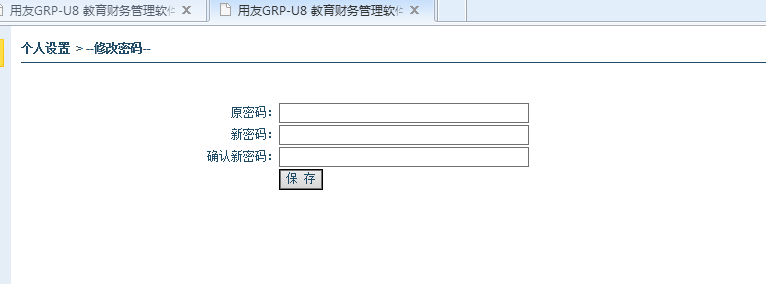 用友GRP-U8 教育财务管理软件 用友GRP-U8 教育财务管理软件
个人设置 > --修改密码--
原密码：
新密码：
确认新密码：
保 存